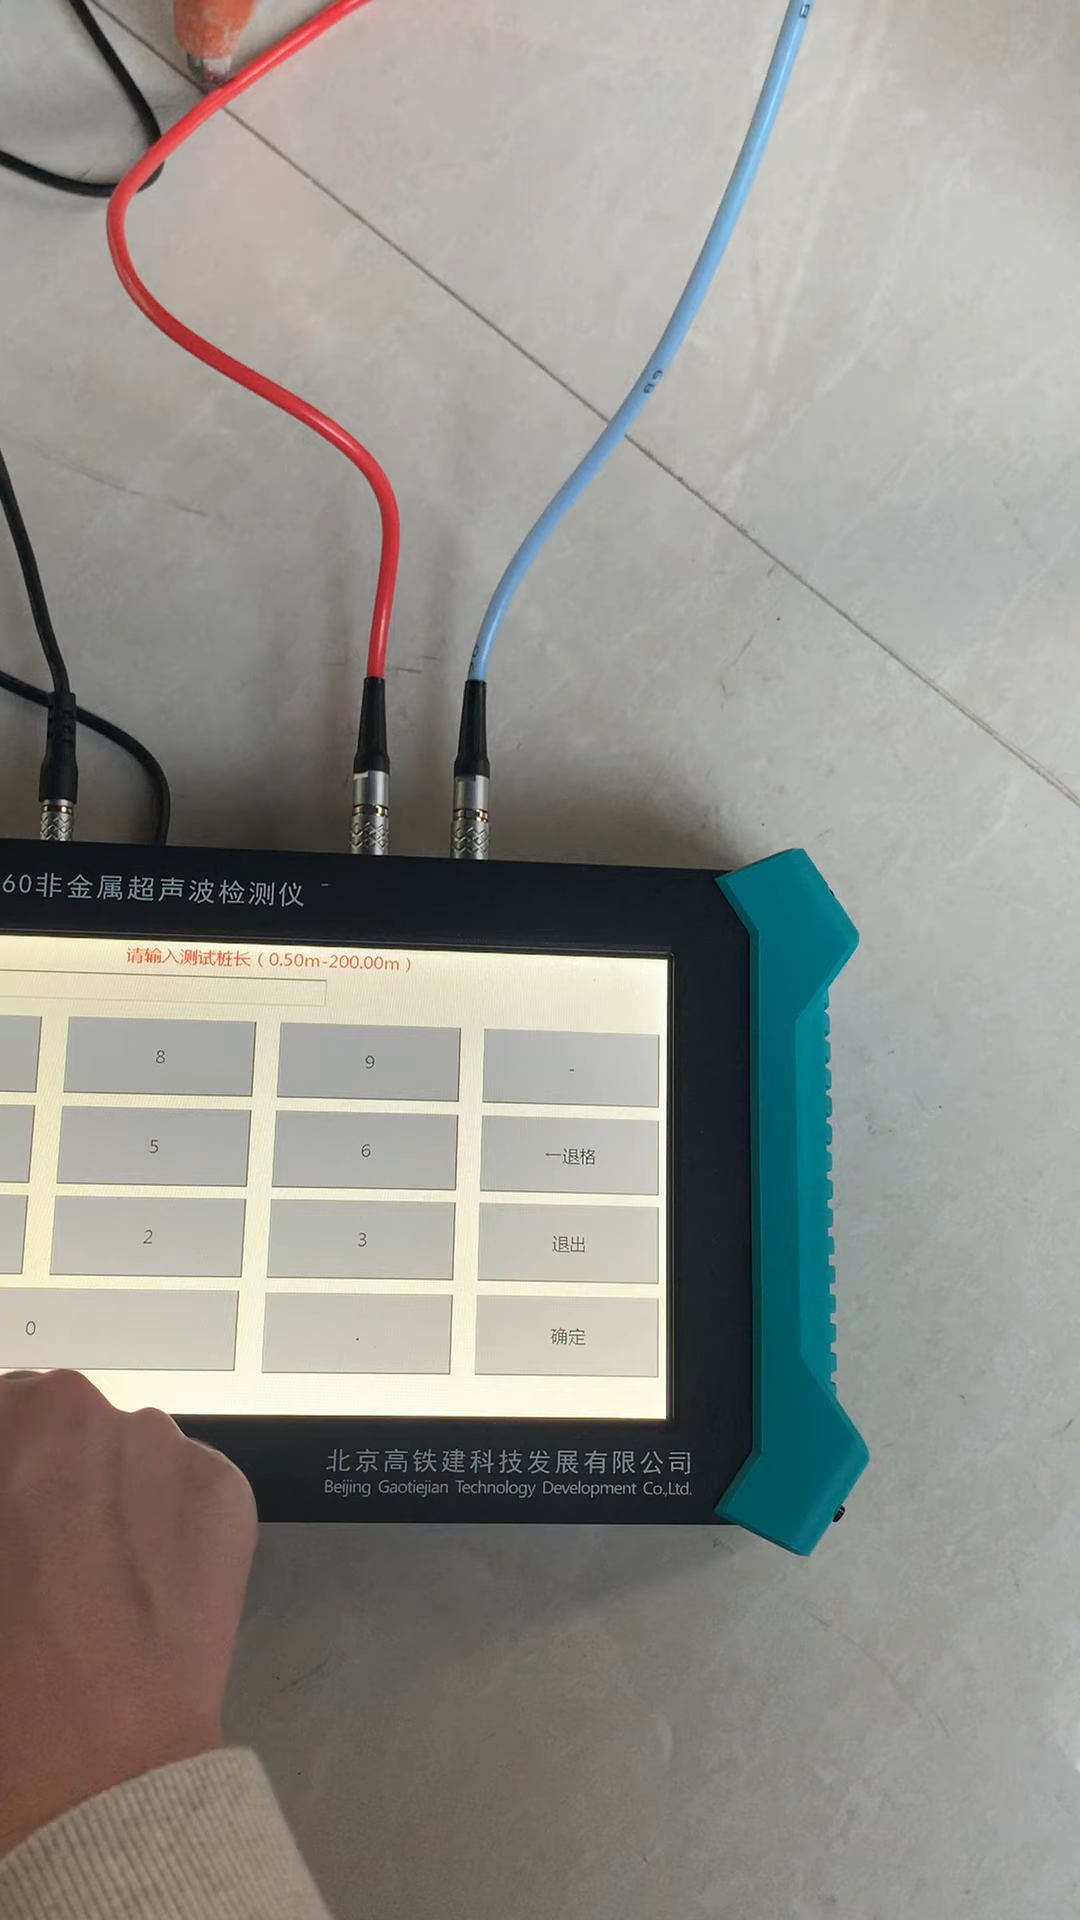 60非金属超声波检测仪
请输入测试桩长（0.50m-200.00m）
8 9 -
5 6 ←退格
2 3 退出
0 . 确定
北京高铁建科技发展有限公司
Beijing Gaotiejian Technology Development Co.,Ltd.